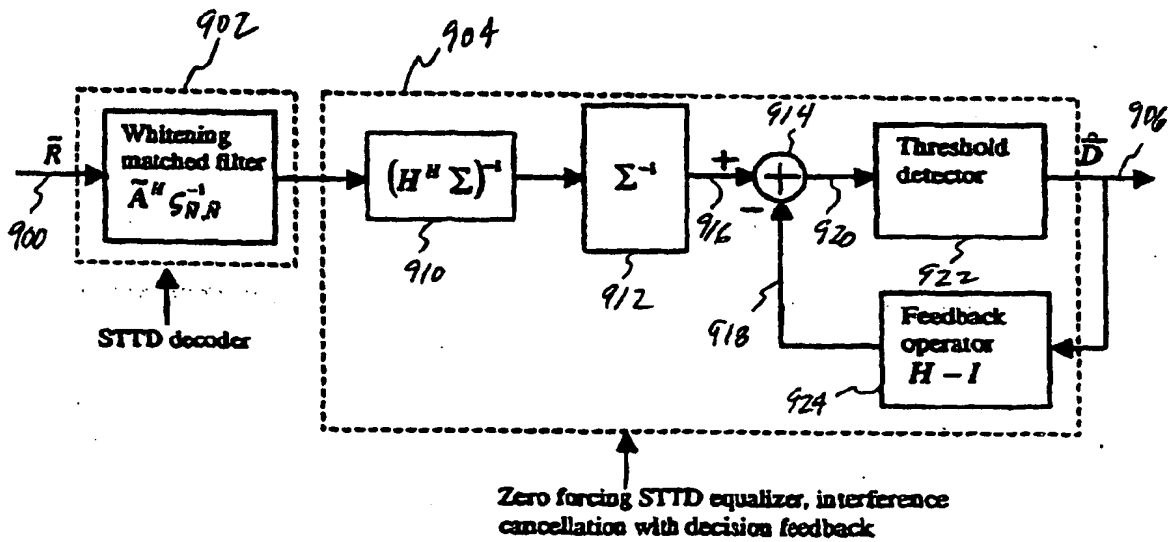 902
904
Whitening
matched filter
Ã^H ς^{-1}_{N̄,N̄}
R̄
900
STTD decoder
(H^H Σ)^{-1}
910
Σ^{-1}
912
914
+
916
+
−
920
Threshold
detector
922
D̄
906
918
Feedback
operator
H − I
924
Zero forcing STTD equalizer, interference
cancellation with decision feedback